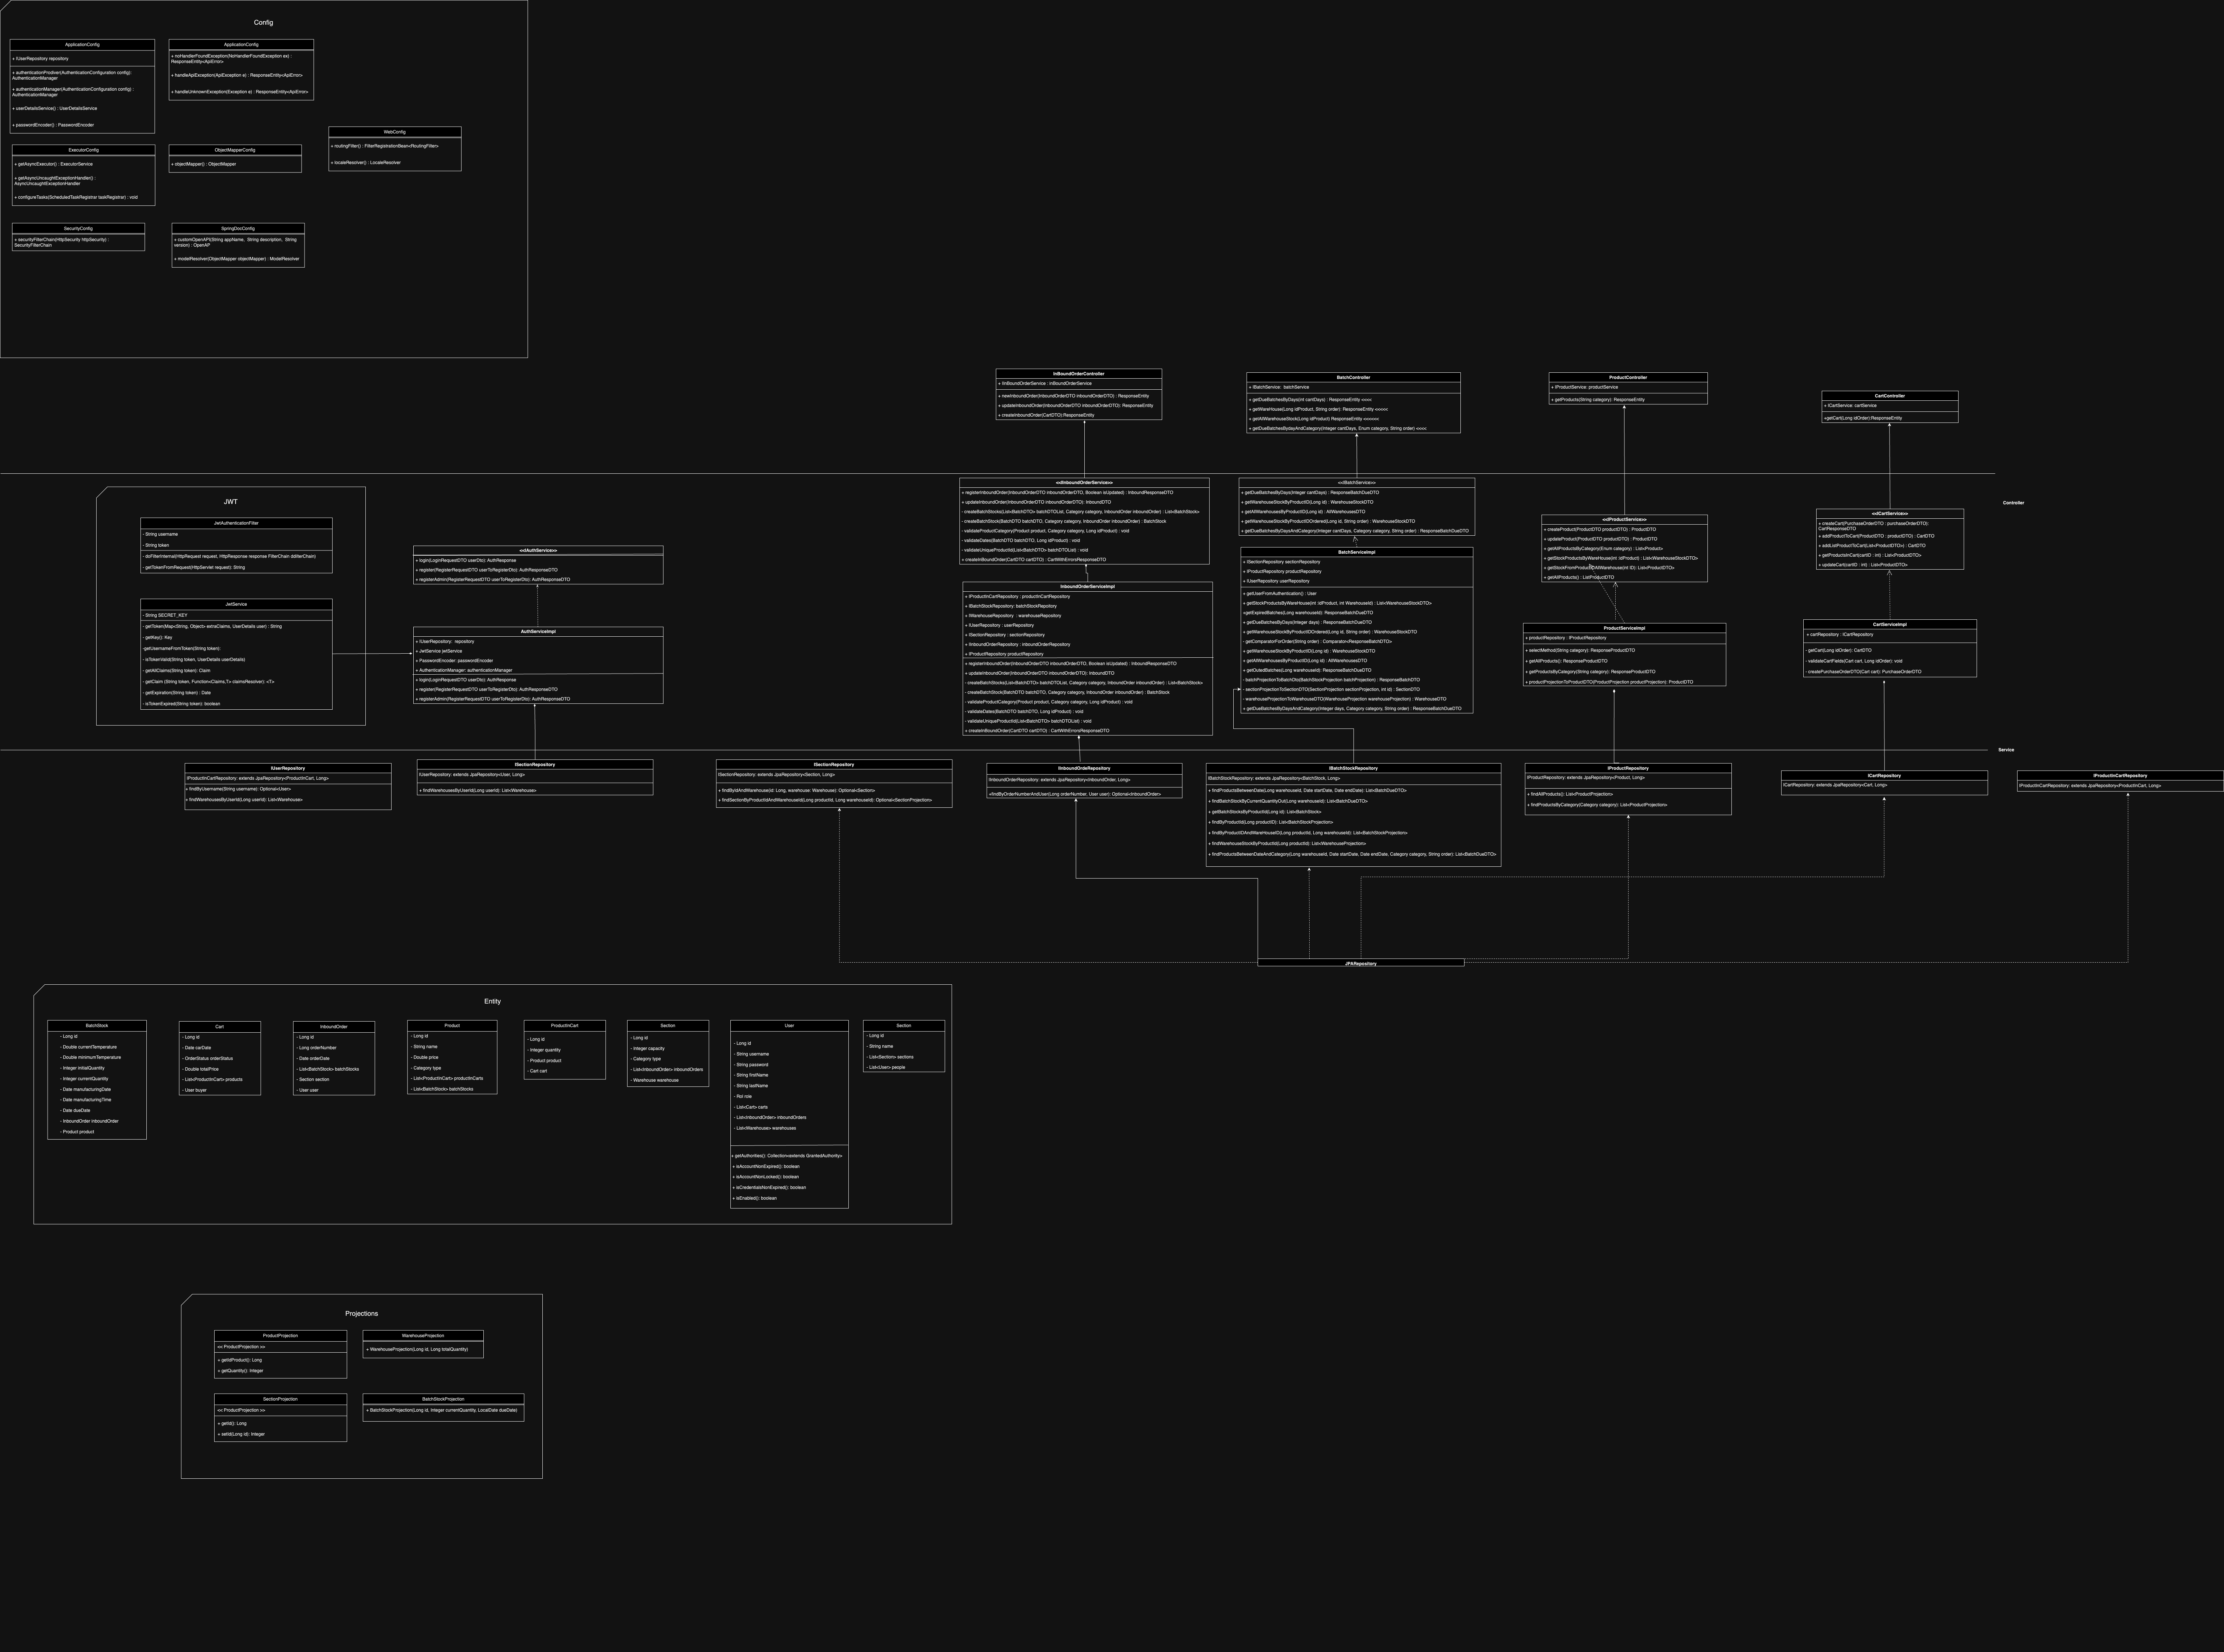 Config
ApplicationConfig
+ IUserRepository repository
+ authenticationProdiver(AuthenticationConfiguration config):
AuthenticationManager
+ authenticationManager(AuthenticationConfiguration config) :
AuthenticationManager
+ userDetailsService() : UserDetailsService
+ passwordEncoder() : PasswordEncoder
ApplicationConfig
+ noHandlerFoundException(NoHandlerFoundException ex) :
ResponseEntity<ApiError>
+ handleApiException(ApiException e) : ResponseEntity<ApiError>
+ handleUnknownException(Exception e) : ResponseEntity<ApiError>
WebConfig
+ routingFilter() : FilterRegistrationBean<RoutingFilter>
+ localeResolver() : LocaleResolver
ExecutorConfig
+ getAsyncExecutor() : ExecutorService
+ getAsyncUncaughtExceptionHandler() :
AsyncUncaughtExceptionHandler
+ configureTasks(ScheduledTaskRegistrar taskRegistrar) : void
ObjectMapperConfig
+ objectMapper() : ObjectMapper
SecurityConfig
+ securityFilterChain(HttpSecurity httpSecurity) :
SecurityFilterChain
SpringDocConfig
+ customOpenAPI(String appName, String description, String
version) : OpenAP
+ modelResolver(ObjectMapper objectMapper) : ModelResolver
InBoundOrderController
+ IInBoundOrderService : InBoundOrderService
+ newInboundOrder(InboundOrderDTO inboundOrderDTO) : ResponseEntity
+ updateInboundOrder(InboundOrderDTO inboundOrderDTO): ResponseEntity
+ createInboundOrder(CartDTO):ResponseEntity
BatchController
+ IBatchService: batchService
+ getDueBatchesByDays(int cantDays) : ResponseEntity <<<<
+ getWareHouse(Long idProduct, String order): ResponseEntity <<<<<
+ getAllWarehouseStock(Long idProduct) ResponseEntity <<<<<<
+ getDueBatchesBydayAndCategory(Integer cantDays, Enum category, String order) <<<<
ProductController
+ IProductService: productService
+ getProducts(String category): ResponseEntity
CartController
+ ICartService: cartService
+getCart(Long idOrder):ResponseEntity
Controller
JWT
JwtAuthenticationFilter
- String username
- String token
- doFilterInternal(HttpRequest request, HttpResponse response FilterChain ddilterChain)
- getTokenFromRequest(HttpServlet request): String
JwtService
- String SECRET_KEY
- getToken(Map<String, Object> extraClaims, UserDetails user) : String
- getKey(): Key
-getUsernameFromToken(String token):
- isTokenValid(String token, UserDetails userDetails)
- getAllClaims(String token): Claim
- getClaim (String token, Function<Claims,T> claimsResolver): <T>
- getExpiration(String token) : Date
- isTokenExpired(String token): boolean
<<IAuthService>>
+ login(LoginRequestDTO userDto): AuthResponse
+ register(RegisterRequestDTO userToRegisterDto): AuthResponseDTO
+ registerAdmin(RegisterRequestDTO userToRegisterDto): AuthResponseDTO
AuthServiceImpl
+ IUserRepository: repository
+ JwtService jwtService
+ PasswordEncoder: passwordEncoder
+ AuthenticationManager: authenticationManager
+ login(LoginRequestDTO userDto): AuthResponse
+ register(RegisterRequestDTO userToRegisterDto): AuthResponseDTO
+ registerAdmin(RegisterRequestDTO userToRegisterDto): AuthResponseDTO
<<IInboundOrderService>>
+ registerInboundOrder(InboundOrderDTO inboundOrderDTO, Boolean isUpdated) : InboundResponseDTO
+ updateInboundOrder(InboundOrderDTO inboundOrderDTO): InboundDTO
- createBatchStocks(List<BatchDTO> batchDTOList, Category category, InboundOrder inboundOrder) : List<BatchStock>
- createBatchStock(BatchDTO batchDTO, Category category, InboundOrder inboundOrder) : BatchStock
- validateProductCategory(Product product, Category category, Long idProduct) : void
- validateDates(BatchDTO batchDTO, Long idProduct) : void
- validateUniqueProductId(List<BatchDTO> batchDTOList) : void
+ createInBoundOrder(CartDTO cartDTO) : CartWithErrorsResponseDTO
InboundOrderServiceImpl
+ IProductInCartRepository : productInCartRepository
+ IBatchStockRepository: batchStockRepository
+ IWarehouseRepository : warehouseRepository
+ IUserRepository : userRepository
+ ISectionRepository : sectionRepository
+ IInboundOrderRepository : inboundOrderRepository
+ IProductRepository productRepository
+ registerInboundOrder(InboundOrderDTO inboundOrderDTO, Boolean isUpdated) : InboundResponseDTO
+ updateInboundOrder(InboundOrderDTO inboundOrderDTO): InboundDTO
- createBatchStocks(List<BatchDTO> batchDTOList, Category category, InboundOrder inboundOrder) : List<BatchStock>
- createBatchStock(BatchDTO batchDTO, Category category, InboundOrder inboundOrder) : BatchStock
- validateProductCategory(Product product, Category category, Long idProduct) : void
- validateDates(BatchDTO batchDTO, Long idProduct) : void
- validateUniqueProductId(List<BatchDTO> batchDTOList) : void
+ createInBoundOrder(CartDTO cartDTO) : CartWithErrorsResponseDTO
<<IBatchService>>
+ getDueBatchesByDays(Integer cantDays) : ResponseBatchDueDTO
+ getWarehouseStockByProductID(Long id) : WarehouseStockDTO
+ getAllWarehousesByProductID(Long id) : AllWarehousesDTO
+ getWarehouseStockByProductIDOrdered(Long id, String order) : WarehouseStockDTO
+ getDueBatchesByDaysAndCategory(Integer cantDays, Category category, String order) : ResponseBatchDueDTO
BatchServiceImpl
+ ISectionRepository sectionRepository
+ IProductRepository productRepository
+ IUserRepository userRepository
+ getUserFromAuthentication() : User
+ getStockProductsByWareHouse(int :idProduct, int WarehouseId) : List<WarehouseStockDTO>
+getExpiredBatches(Long warehouseId): ResponseBatchDueDTO
+ getDueBatchesByDays(Integer days) : ResponseBatchDueDTO
+ getWarehouseStockByProductIDOrdered(Long id, String order) : WarehouseStockDTO
- getComparatorForOrder(String order) : Comparator<ResponseBatchDTO>
+ getWarehouseStockByProductID(Long id) : WarehouseStockDTO
+ getAllWarehousesByProductID(Long id) : AllWarehousesDTO
+ getOutedBatches(Long warehouseId) : ResponseBatchDueDTO
- batchProjectionToBatchDto(BatchStockProjection batchProjection) : ResponseBatchDTO
- sectionProjectionToSectionDTO(SectionProjection sectionProjection, int id) : SectionDTO
- warehouseProjectionToWarehouseDTO(WarehouseProjection warehouseProjection) : WarehouseDTO
+ getDueBatchesByDaysAndCategory(Integer days, Category category, String order) : ResponseBatchDueDTO
<<IProductService>>
+ createProduct(ProductDTO productDTO) : ProductDTO
+ updateProduct(ProductDTO productDTO) : ProductDTO
+ getAllProductsByCategory(Enum category) : List<Product>
+ getStockProductsByWareHouse(int idProduct) : List<WarehouseStockDTO>
+ getStockFromProductInAllWarehouse(int ID): List<ProductDTO>
+ getAllProducts() : ListProductDTO
ProductServiceImpl
+ productRepository : IProductRepository
+ selectMethod(String category): ResponseProductDTO
+ getAllProducts(): ResponseProductDTO
+ getProductsByCategory(String category): ResponseProductDTO
+ productProjectionToProductDTO(ProductProjection productProjection): ProductDTO
<<ICartService>>
+ createCart(PurchaseOrderDTO : purchaseOrderDTO):
CartResponseDTO
+ addProductToCart(ProductDTO : productDTO) : CartDTO
+ addListProductToCart(List<ProductDTO>) : CartDTO
+ getProductsInCart(cartID : int) : List<ProductDTO>
+ updateCart(cartID : int) : List<ProductDTO>
CartServiceImpl
+ cartRepository : ICartRepository
- getCart(Long idOrder): CartDTO
- validateCartFields(Cart cart, Long idOrder): void
- createPurchaseOrderDTO(Cart cart): PurchaseOrderDTO
Service
IUserRepository
IProductInCartRepository: extends JpaRepository<ProductInCart, Long>
+ findByUsername(String username): Optional<User>
+ findWarehousesByUserId(Long userId): List<Warehouse>
ISectionRepository
IUserRepository: extends JpaRepository<User, Long>
+ findWarehousesByUserId(Long userId): List<Warehouse>
ISectionRepository
ISectionRepository: extends JpaRepository<Section, Long>
+ findByIdAndWarehouse(id: Long, warehouse: Warehouse): Optional<Section>
+ findSectionByProductIdAndWarehouseId(Long productId, Long warehouseId): Optional<SectionProjection>
IInboundOrderRepository
IInboundOrderRepository: extends JpaRepository<InboundOrder, Long>
+findByOrderNumberAndUser(Long orderNumber, User user): Optional<InboundOrder>
IBatchStockRepository
IBatchStockRepository: extends JpaRepository<BatchStock, Long>
+ findProductsBetweenDate(Long warehouseId, Date startDate, Date endDate): List<BatchDueDTO>
+ findBatchStockByCurrentQuantityOut(Long warehouseId): List<BatchDueDTO>
+ getBatchStocksByProductId(Long id): List<BatchStock>
+ findByProductId(Long productID): List<BatchStockProjection>
+ findByProductIDAndWareHouseID(Long productId, Long warehouseId): List<BatchStockProjection>
+ findWarehouseStockByProductId(Long productId): List<WarehouseProjection>
+ findProductsBetweenDateAndCategory(Long warehouseId, Date startDate, Date endDate, Category category, String order): List<BatchDueDTO>
IProductRepository
IProductRepository: extends JpaRepository<Product, Long>
+ findAllProducts(): List<ProductProjection>
+ findProductsByCategory(Category category): List<ProductProjection>
ICartRepository
ICartRepository: extends JpaRepository<Cart, Long>
IProductInCartRepository
IProductInCartRepository: extends JpaRepository<ProductInCart, Long>
JPARepository
Entity
BatchStock
- Long id
- Double currentTemperature
- Double minimumTemperature
- Integer initialQuantity
- Integer currentQuantity
- Date manufacturingDate
- Date manufacturingTime
- Date dueDate
- InboundOrder inboundOrder
- Product product
Cart
- Long id
- Date carDate
- OrderStatus orderStatus
- Double totalPrice
- List<ProductInCart> products
- User buyer
InboundOrder
- Long id
- Long orderNumber
- Date orderDate
- List<BatchStock> batchStocks
- Section section
- User user
Product
- Long id
- String name
- Double price
- Category type
- List<ProductInCart> productInCarts
- List<BatchStock> batchStocks
ProductInCart
- Long id
- Integer quantity
- Product product
- Cart cart
Section
- Long id
- Integer capacity
- Category type
- List<InboundOrder> inboundOrders
- Warehouse warehouse
User
- Long id
- String username
- String password
- String firstName
- String lastName
- Rol role
- List<Cart> carts
- List<InboundOrder> inboundOrders
- List<Warehouse> warehouses
+ getAuthorities(): Collection<extends GrantedAuthority>
+ isAccountNonExpired(): boolean
+ isAccountNonLocked(): boolean
+ isCredentialsNonExpired(): boolean
+ isEnabled(): boolean
Section
- Long id
- String name
- List<Section> sections
- List<User> people
Projections
ProductProjection
<< ProductProjection >>
+ getIdProduct(): Long
+ getQuantity(): Integer
WarehouseProjection
+ WarehouseProjection(Long id, Long totalQuantity)
SectionProjection
<< ProductProjection >>
+ getId(): Long
+ setId(Long id): Integer
BatchStockProjection
+ BatchStockProjection(Long id, Integer currentQuantity, LocalDate dueDate)